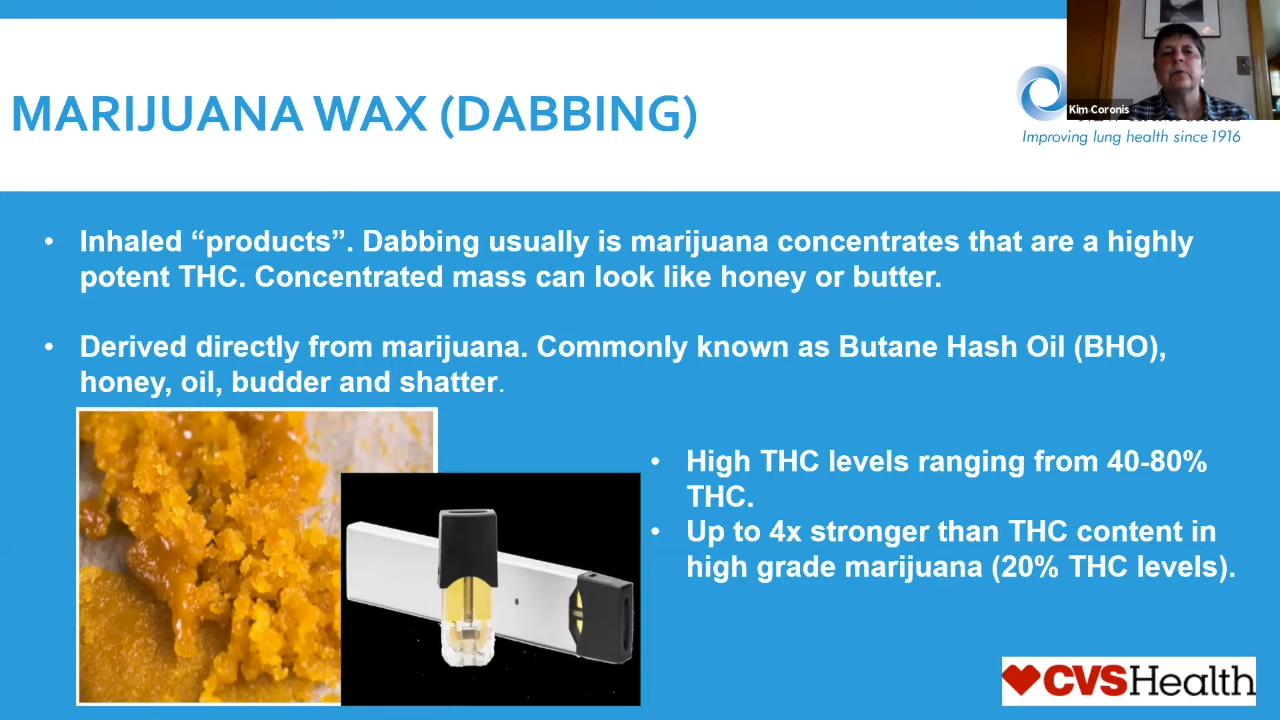 MARIJUANA WAX (DABBING)
Kim Coronis
Improving lung health since 1916
• Inhaled “products”. Dabbing usually is marijuana concentrates that are a highly
potent THC. Concentrated mass can look like honey or butter.
• Derived directly from marijuana. Commonly known as Butane Hash Oil (BHO),
honey, oil, budder and shatter.
• High THC levels ranging from 40-80%
THC.
• Up to 4x stronger than THC content in
high grade marijuana (20% THC levels).
CVSHealth